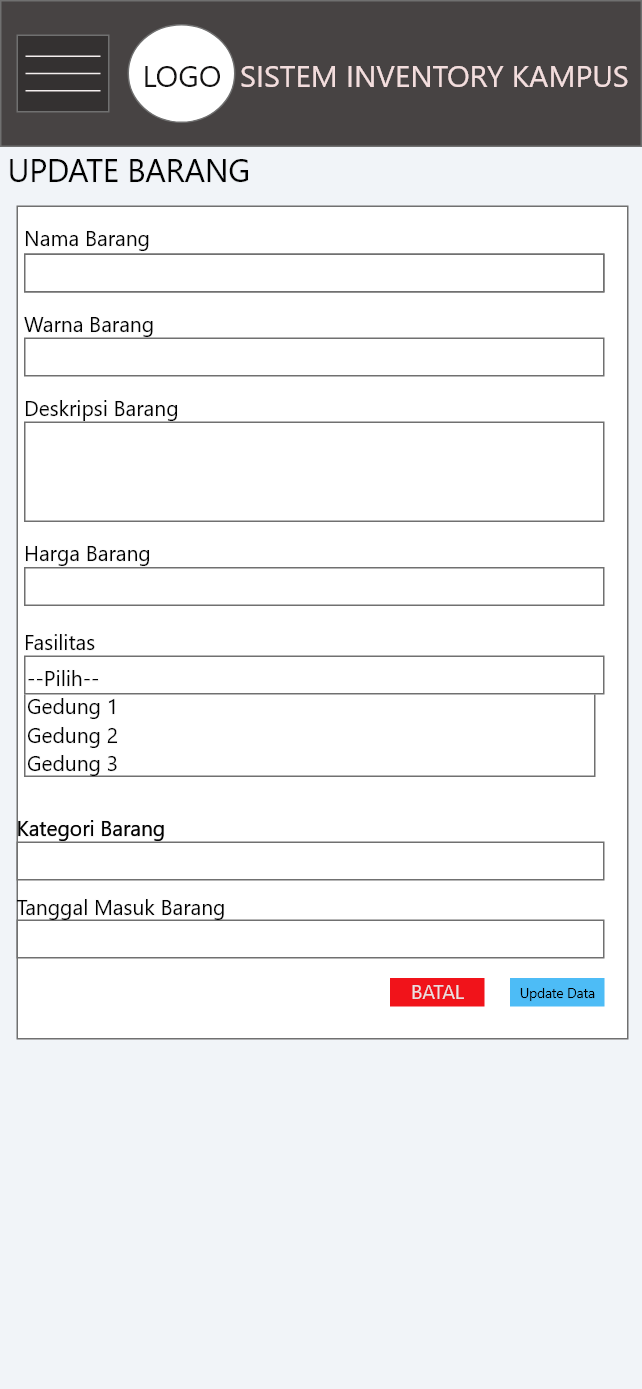 LOGO SISTEM INVENTORY KAMPUS
UPDATE BARANG
Nama Barang
Warna Barang
Deskripsi Barang
Harga Barang
Fasilitas
--Pilih--
Gedung 1
Gedung 2
Gedung 3
Kategori Barang
Tanggal Masuk Barang
BATAL Update Data